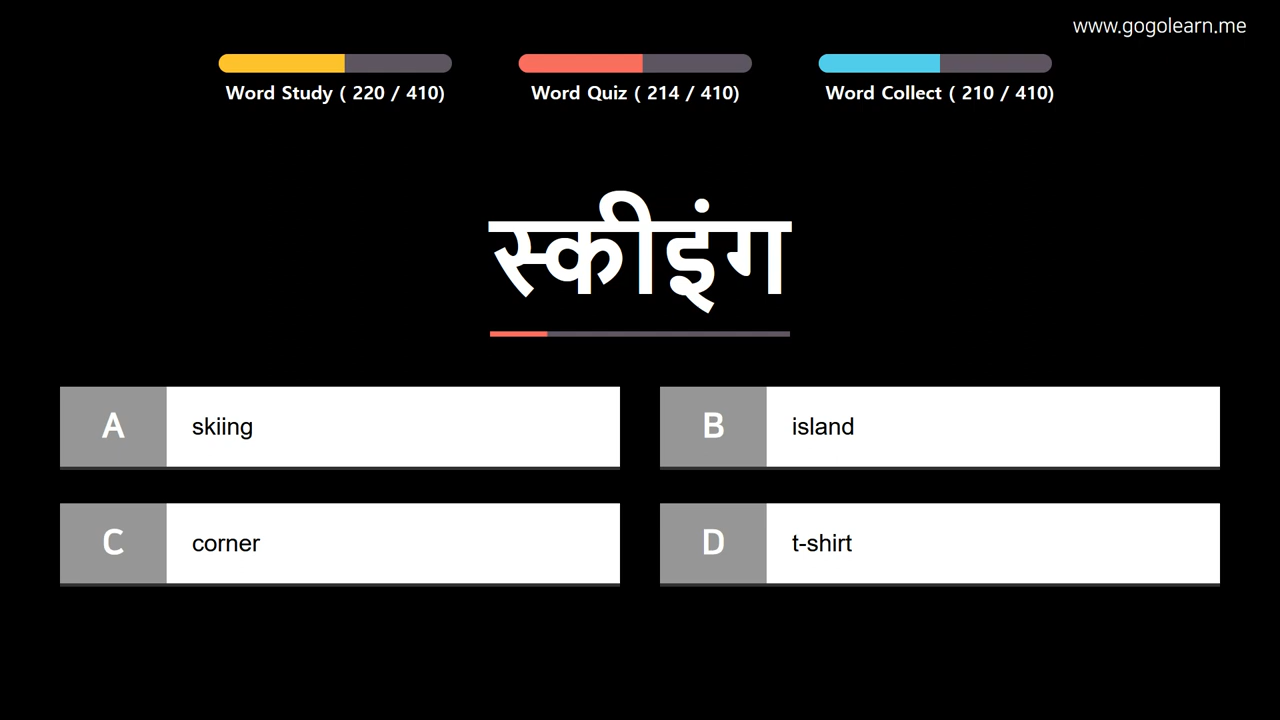 www.gogolearn.me
Word Study ( 220 / 410)
Word Quiz ( 214 / 410)
Word Collect ( 210 / 410)
स्कीइंग
A skiing
B island
C corner
D t-shirt